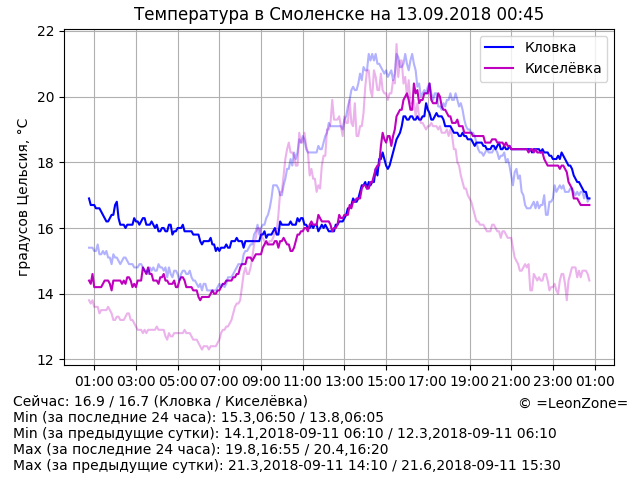 Температура в Смоленске на 13.09.2018 00:45
Кловка
Киселёвка
градусов Цельсия, °C
22
20
18
16
14
12
01:00 03:00 05:00 07:00 09:00 11:00 13:00 15:00 17:00 19:00 21:00 23:00 01:00
Сейчас: 16.9 / 16.7 (Кловка / Киселёвка)
© =LeonZone=
Min (за последние 24 часа): 15.3,06:50 / 13.8,06:05
Min (за предыдущие сутки): 14.1,2018-09-11 06:10 / 12.3,2018-09-11 06:10
Max (за последние 24 часа): 19.8,16:55 / 20.4,16:20
Max (за предыдущие сутки): 21.3,2018-09-11 14:10 / 21.6,2018-09-11 15:30